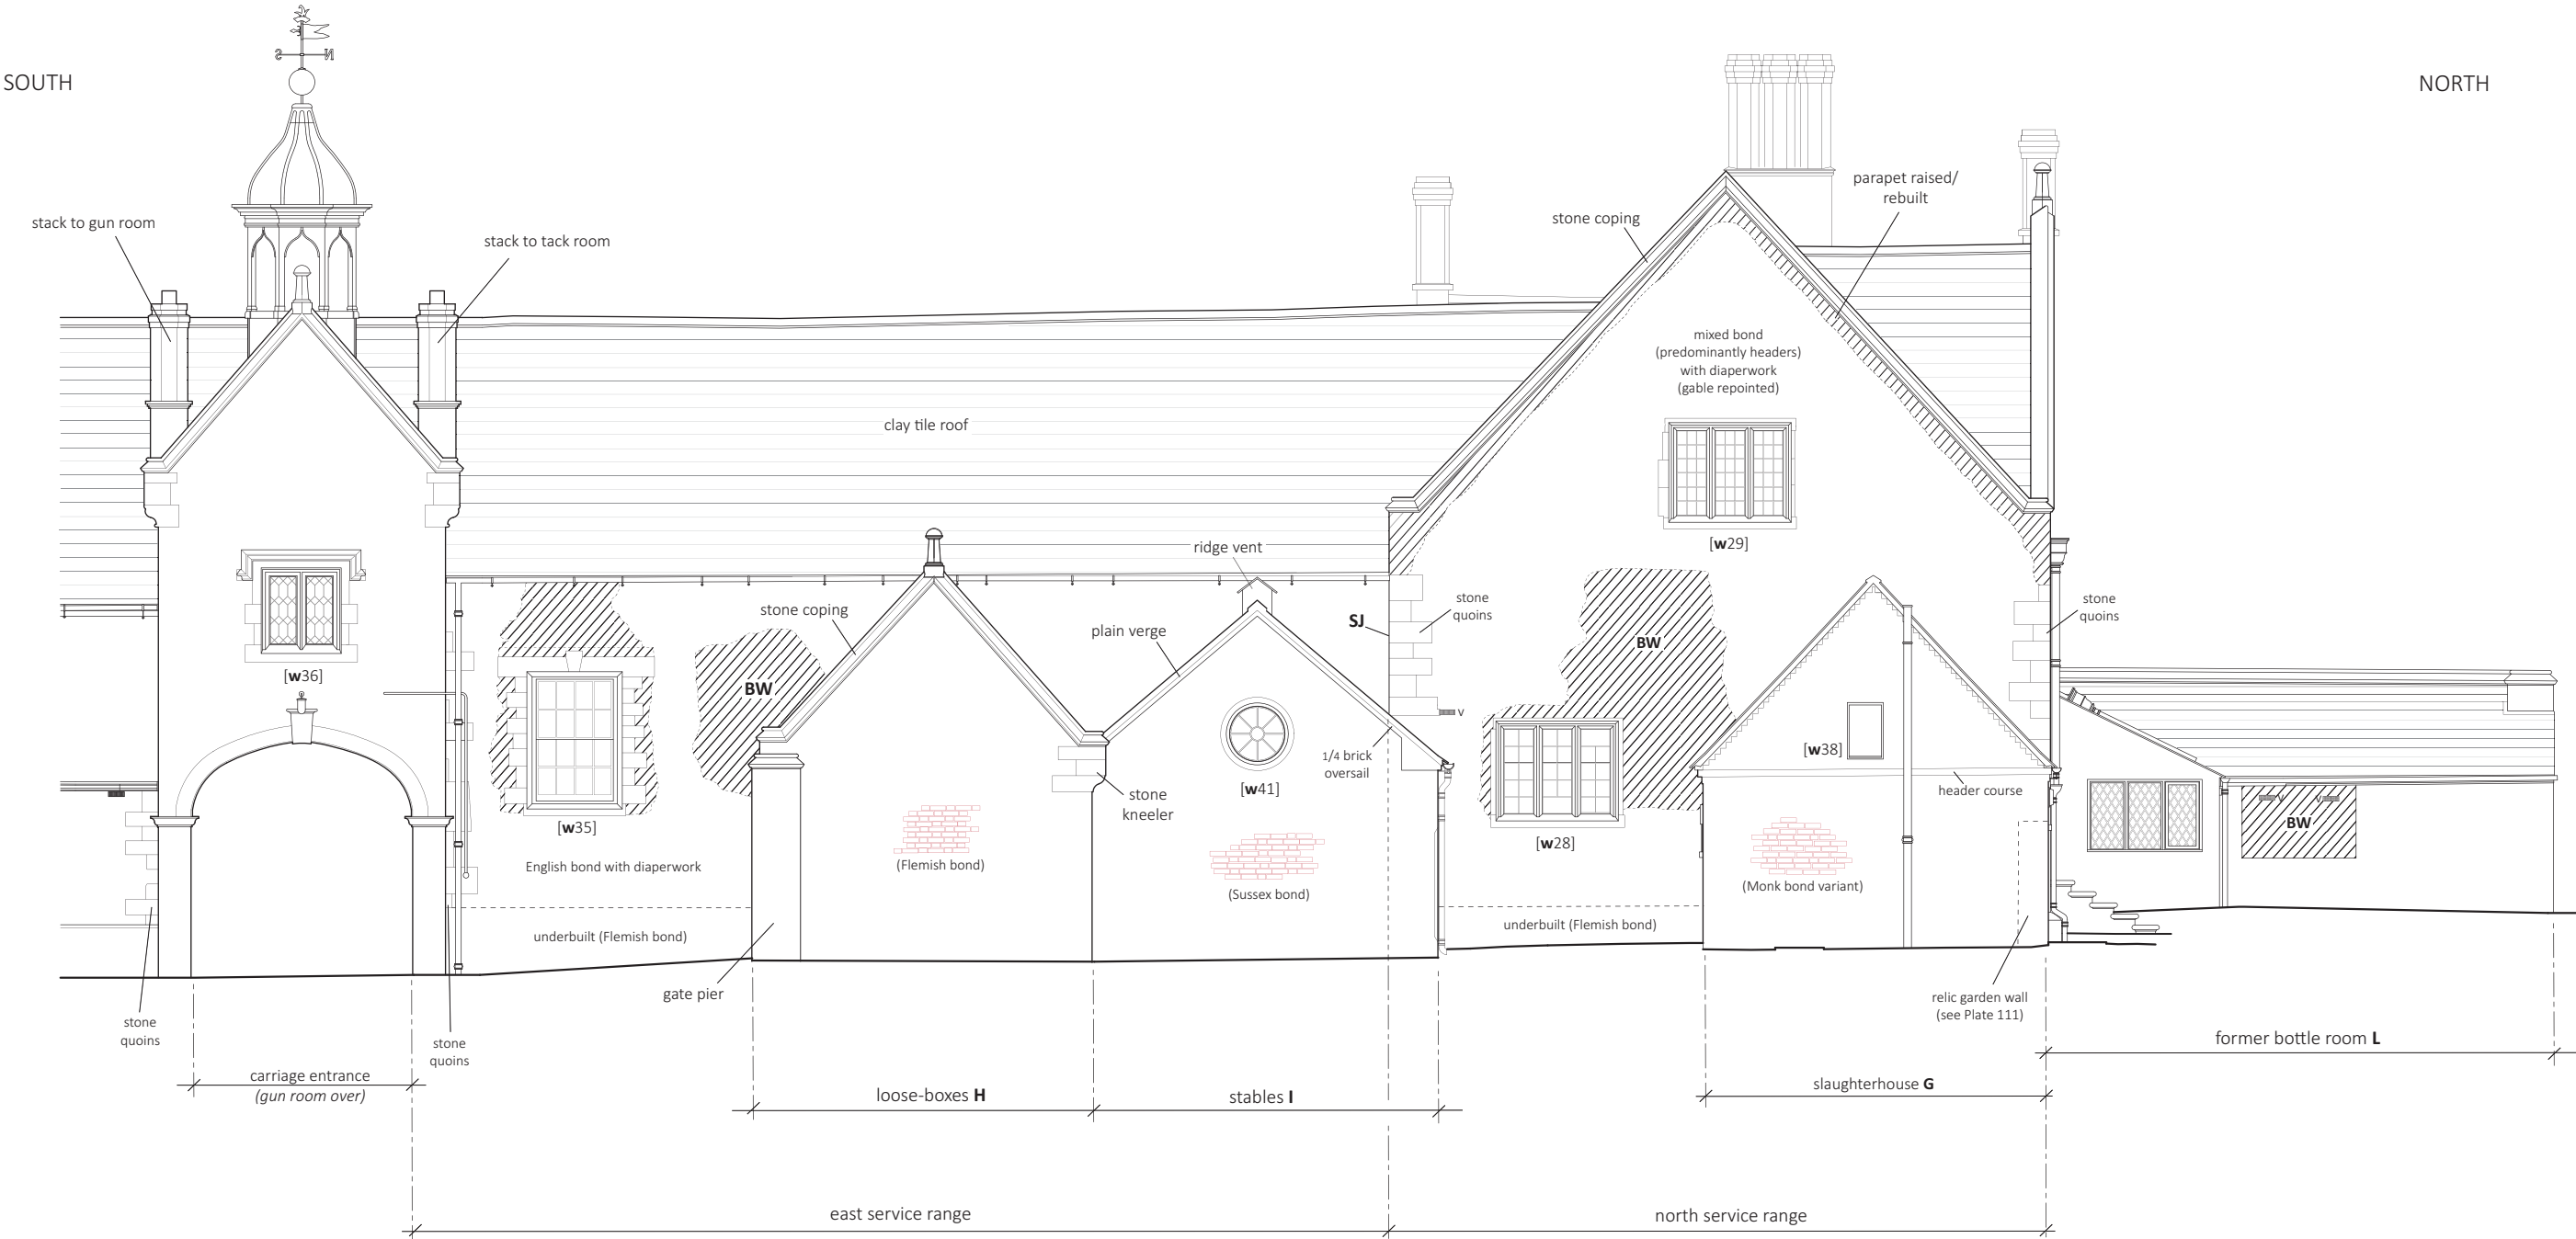 SOUTH
NORTH
S N
stack to gun room
stack to tack room
stone coping
parapet raised/
rebuilt
mixed bond
(predominantly headers)
with diaperwork
(gable repointed)
clay tile roof
[w29]
ridge vent
stone coping
plain verge
SJ
stone
quoins
BW
stone
quoins
[w36]
BW
V
1/4 brick
oversail
[w38]
[w41]
stone
kneeler
header course
V V
BW
[w35]
[w28]
English bond with diaperwork
(Flemish bond)
(Sussex bond)
(Monk bond variant)
underbuilt (Flemish bond)
underbuilt (Flemish bond)
gate pier
relic garden wall
(see Plate 111)
stone
quoins
stone
quoins
former bottle room L
carriage entrance
(gun room over)
loose-boxes H
stables I
slaughterhouse G
east service range
north service range